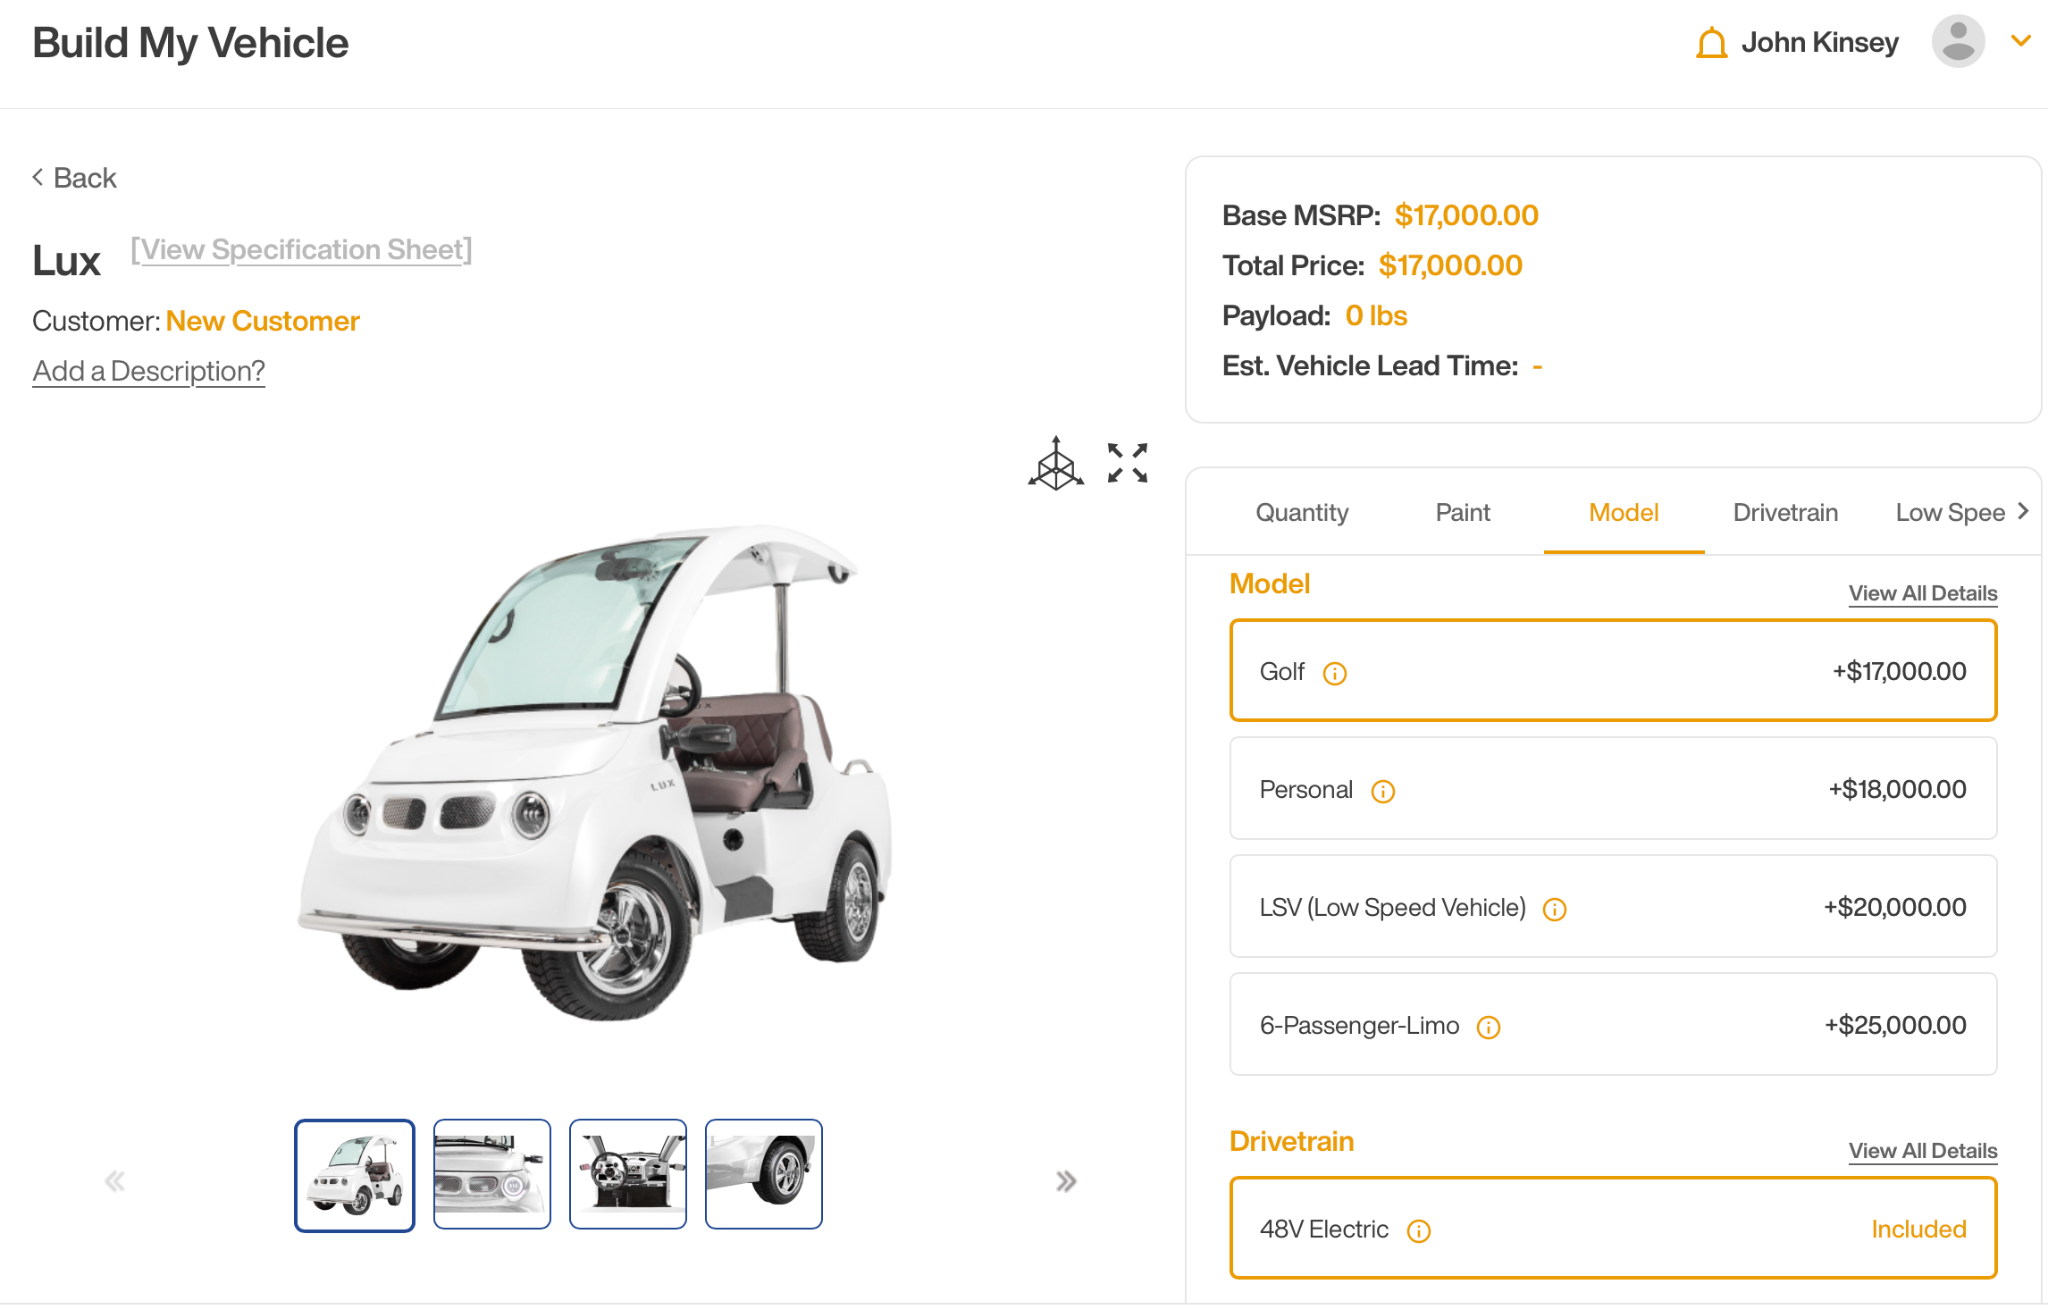 Build My Vehicle
John Kinsey
Back
Lux [View Specification Sheet]
Customer: New Customer
Add a Description?
LUX
Base MSRP: $17,000.00
Total Price: $17,000.00
Payload: 0 lbs
Est. Vehicle Lead Time: -
Quantity Paint Model Drivetrain Low Spee
Model
View All Details
Golf +$17,000.00
Personal +$18,000.00
LSV (Low Speed Vehicle) +$20,000.00
6-Passenger-Limo +$25,000.00
Drivetrain
View All Details
48V Electric Included